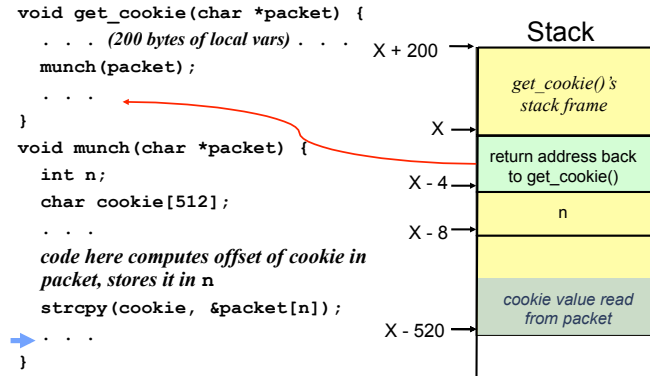 void get_cookie(char *packet) {
. . . (200 bytes of local vars) . . .
munch(packet);
. . .
}
void munch(char *packet) {
int n;
char cookie[512];
. . .
code here computes offset of cookie in
packet, stores it in n
strcpy(cookie, &packet[n]);
. . .
}
Stack
X + 200
get_cookie()'s
stack frame
X
return address back
to get_cookie()
X - 4
n
X - 8
cookie value read
from packet
X - 520